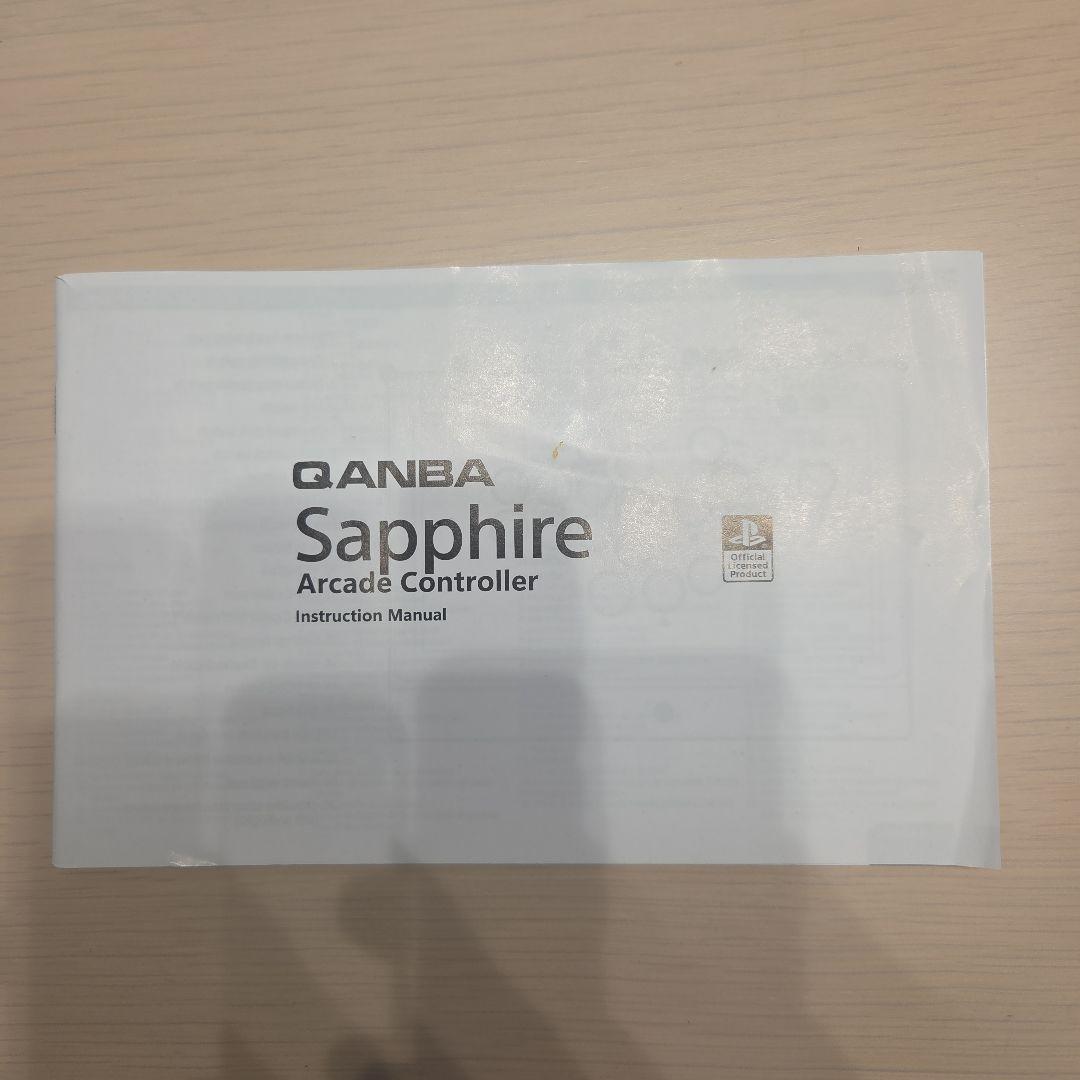 QANBA
Sapphire
Arcade Controller
Instruction Manual
Official
Licensed
Product